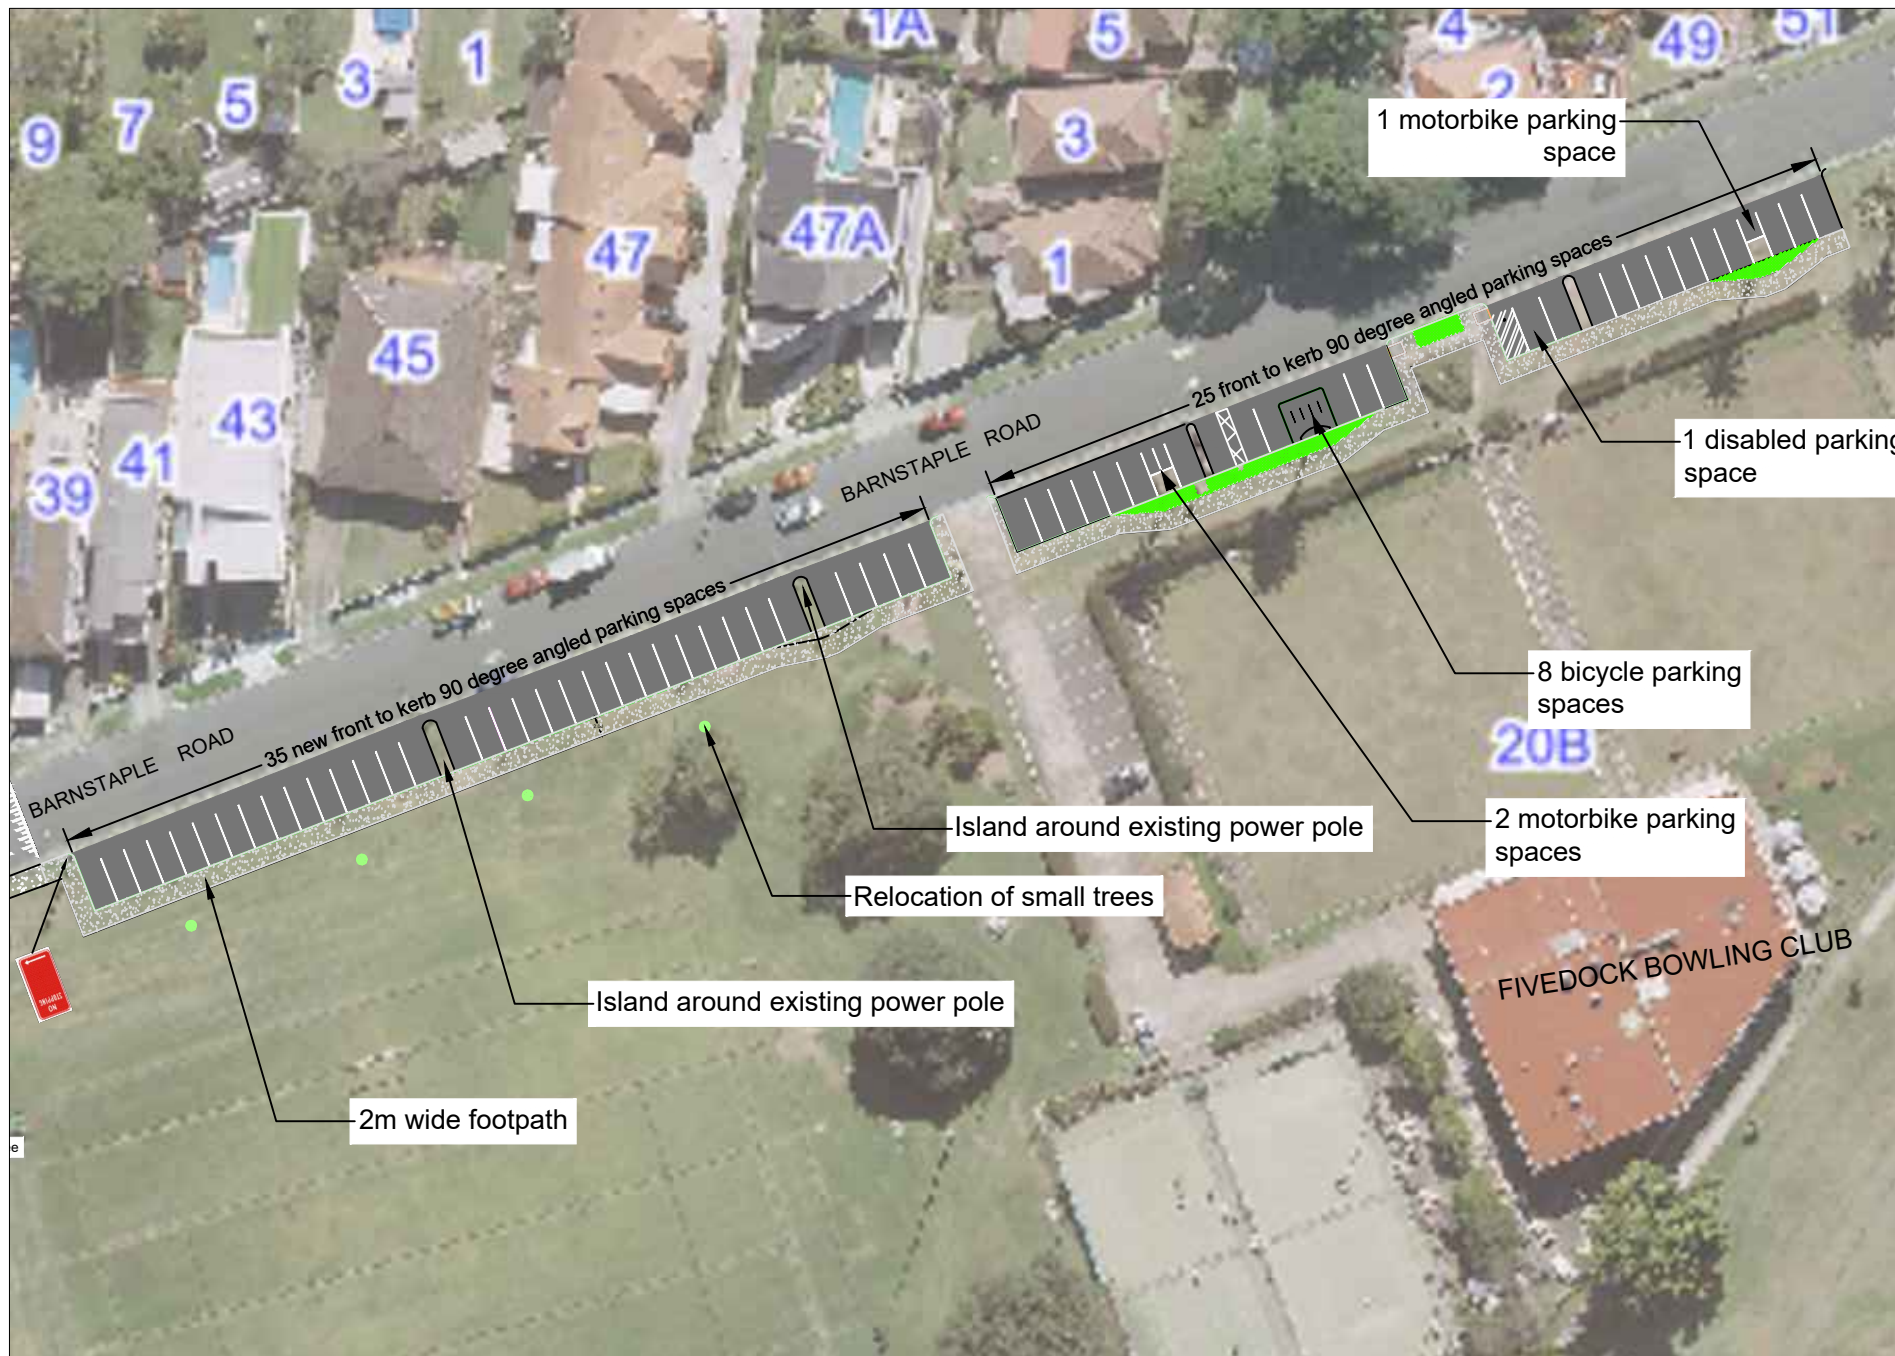 1A
5
4
49
51
9
7
5
3
1
2
1 motorbike parking
space
3
47
47A
1
25 front to kerb 90 degree angled parking spaces
45
43
41
39
BARNSTAPLE ROAD
1 disabled parking
space
35 new front to kerb 90 degree angled parking spaces
8 bicycle parking
spaces
20B
BARNSTAPLE ROAD
Island around existing power pole
2 motorbike parking
spaces
Relocation of small trees
FIVEDOCK BOWLING CLUB
NO
STOPPING
Island around existing power pole
2m wide footpath
e